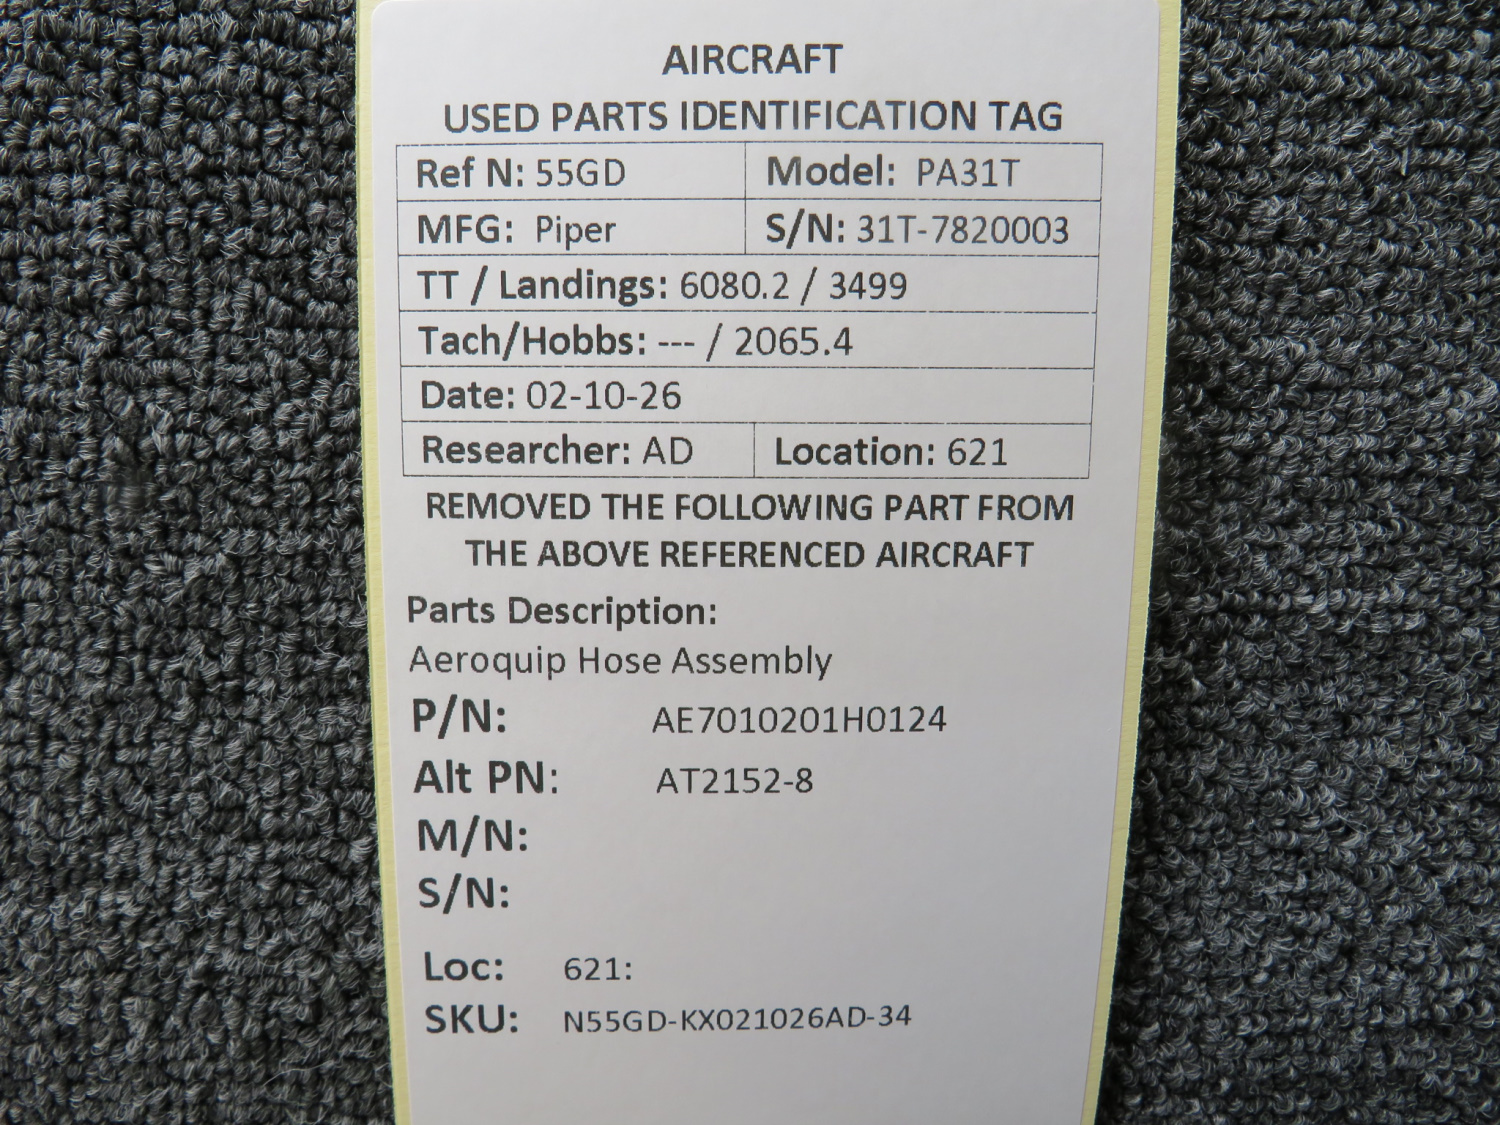 AIRCRAFT
USED PARTS IDENTIFICATION TAG
Ref N: 55GD Model: PA31T
MFG: Piper S/N: 31T-7820003
TT / Landings: 6080.2 / 3499
Tach/Hobbs: --- / 2065.4
Date: 02-10-26
Researcher: AD Location: 621
REMOVED THE FOLLOWING PART FROM
THE ABOVE REFERENCED AIRCRAFT
Parts Description:
Aeroquip Hose Assembly
P/N: AE7010201H0124
Alt PN: AT2152-8
M/N:
S/N:
Loc: 621:
SKU: N55GD-KX021026AD-34